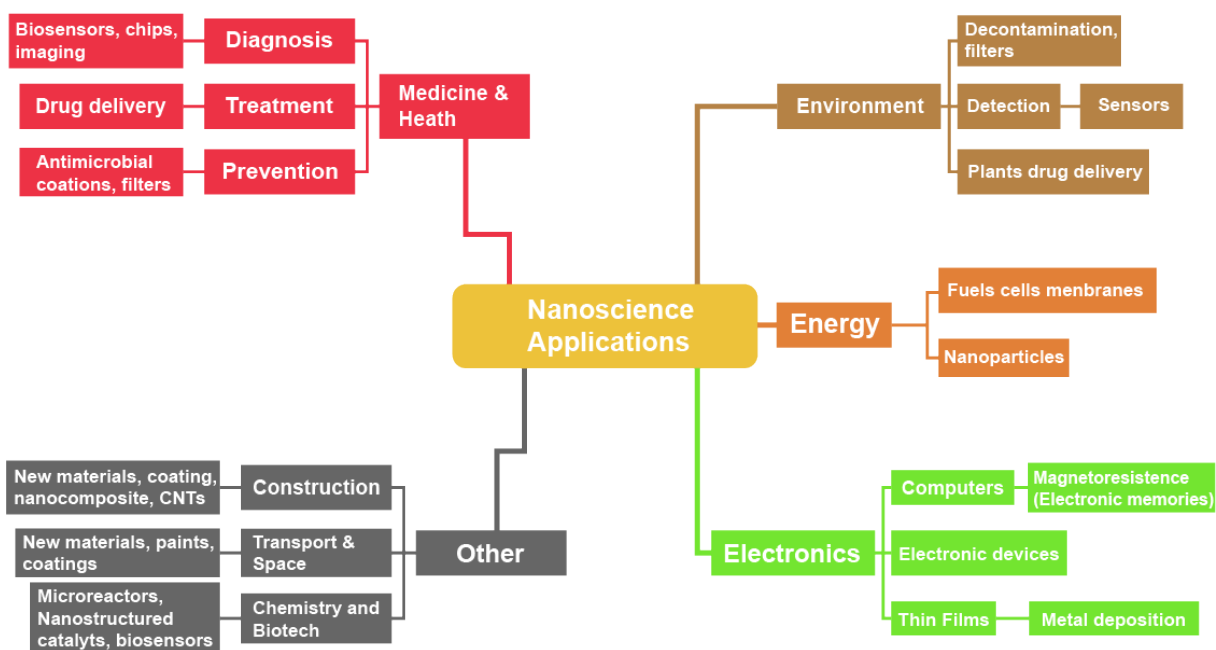 Biosensors, chips,
imaging
Diagnosis
Drug delivery
Treatment
Antimicrobial
coations, filters
Prevention
Medicine &
Heath
Environment
Decontamination,
filters
Detection
Sensors
Plants drug delivery
Nanoscience
Applications
Energy
Fuels cells menbranes
Nanoparticles
New materials, coating,
nanocomposite, CNTs
Construction
New materials, paints,
coatings
Transport &
Space
Microreactors,
Nanostructured
catalyts, biosensors
Chemistry and
Biotech
Other
Electronics
Computers
Magnetoresistence
(Electronic memories)
Electronic devices
Thin Films
Metal deposition